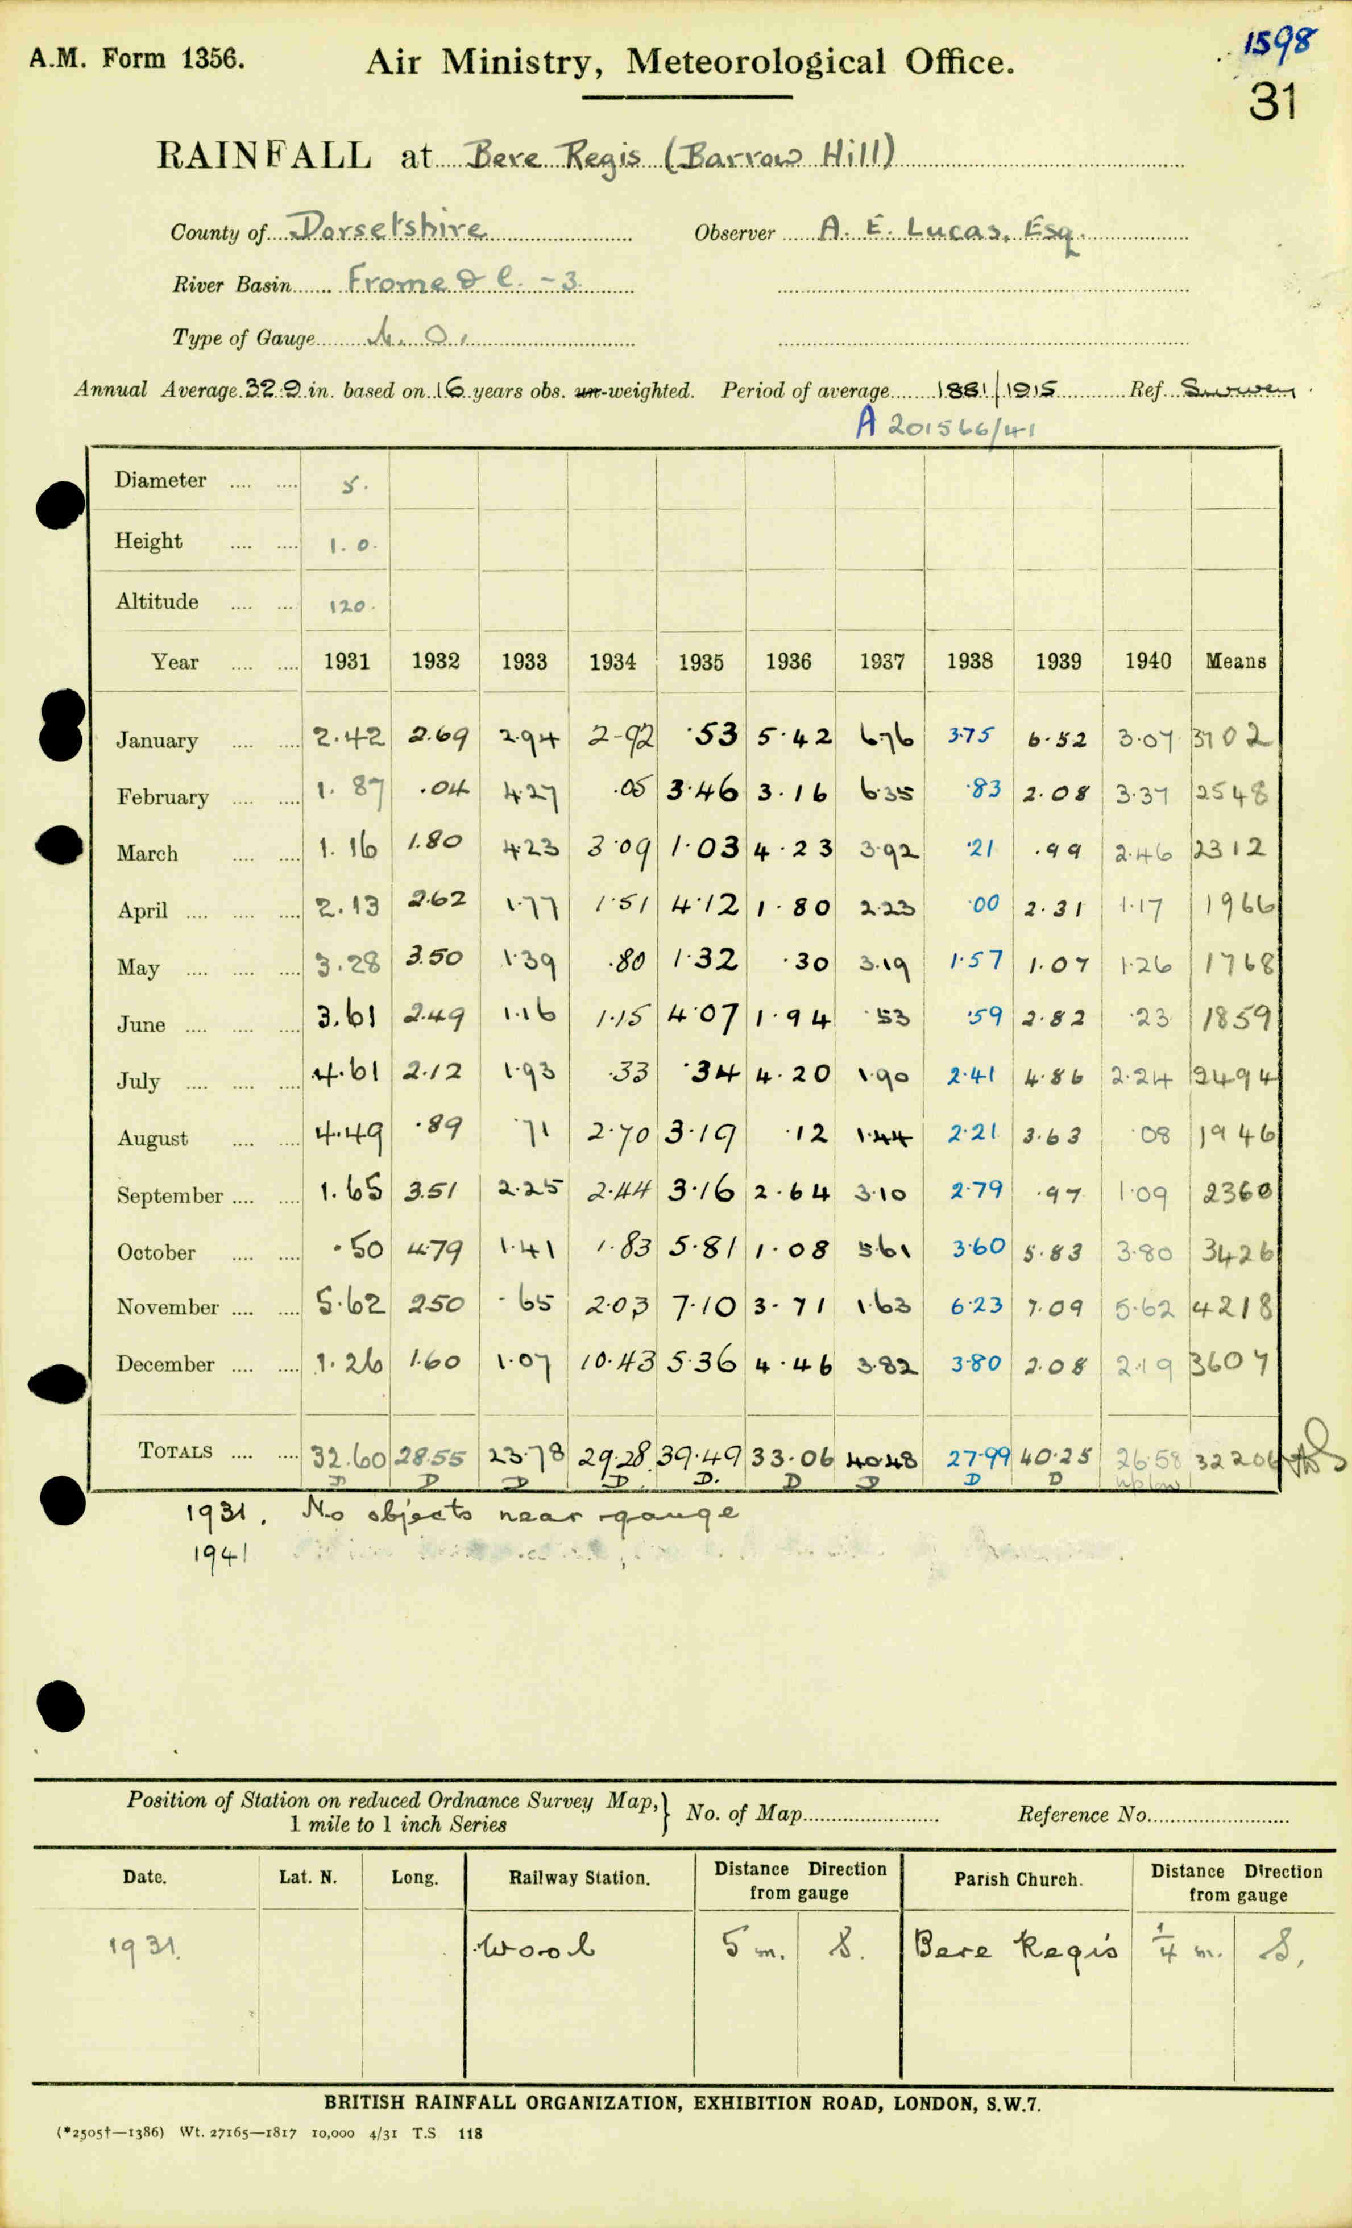 1598
A.M. Form 1356. Air Ministry, Meteorological Office.
31
RAINFALL at Bere Regis (Barrow Hill)
County of Dorsetshire Observer A. E. Lucas, Esq.
River Basin Frome & C. -3
Type of Gauge M. O.
Annual Average 32.9 in. based on 16 years obs. un-weighted. Period of average 1881/1915 Ref. Survey
A 201566/41
Diameter 5.
Height 1.0.
Altitude 120.
Year 1931 1932 1933 1934 1935 1936 1937 1938 1939 1940 Means
January 2.42 2.69 2.94 2.92 .53 5.42 6.76 3.75 6.52 3.07 3702
February 1.87 .04 4.27 .05 3.46 3.16 6.35 .83 2.08 3.37 2548
March 1.16 1.80 4.23 3.09 1.03 4.23 3.92 .21 .99 2.46 2312
April 2.13 2.62 1.77 1.51 4.12 1.80 2.23 .00 2.31 1.17 1966
May 3.28 3.50 1.39 .80 1.32 .30 3.19 1.57 1.07 1.26 1768
June 3.61 2.49 1.16 1.15 4.07 1.94 .53 .59 2.82 .23 1859
July 4.61 2.12 1.93 .33 .34 4.20 1.90 2.41 4.86 2.24 2494
August 4.49 .89 .71 2.70 3.19 .12 1.44 2.21 3.63 .08 1946
September 1.65 3.51 2.25 2.44 3.16 2.64 3.10 2.79 .97 1.09 2360
October .50 4.79 1.41 1.83 5.81 1.08 5.61 3.60 5.83 3.80 3426
November 5.62 2.50 .65 2.03 7.10 3.71 1.63 6.23 7.09 5.62 4218
December 1.26 1.60 1.07 10.43 5.36 4.46 3.82 3.80 2.08 2.19 3607
TOTALS 32.60 28.55 23.78 29.28 39.49 33.06 40.48 27.99 40.25 26.58 32206
D D D D. D. D D D D
1931. No objects near gauge
1941
Position of Station on reduced Ordnance Survey Map, 1 mile to 1 inch Series } No. of Map Reference No.
Date. Lat. N. Long. Railway Station. Distance Direction from gauge Parish Church. Distance Direction from gauge
1931. Wool 5 m. S. Bere Regis 1/4 m. S.
BRITISH RAINFALL ORGANIZATION, EXHIBITION ROAD, LONDON, S.W.7.
(*2505†—1386) Wt. 27165—1817 10,000 4/31 T.S 118